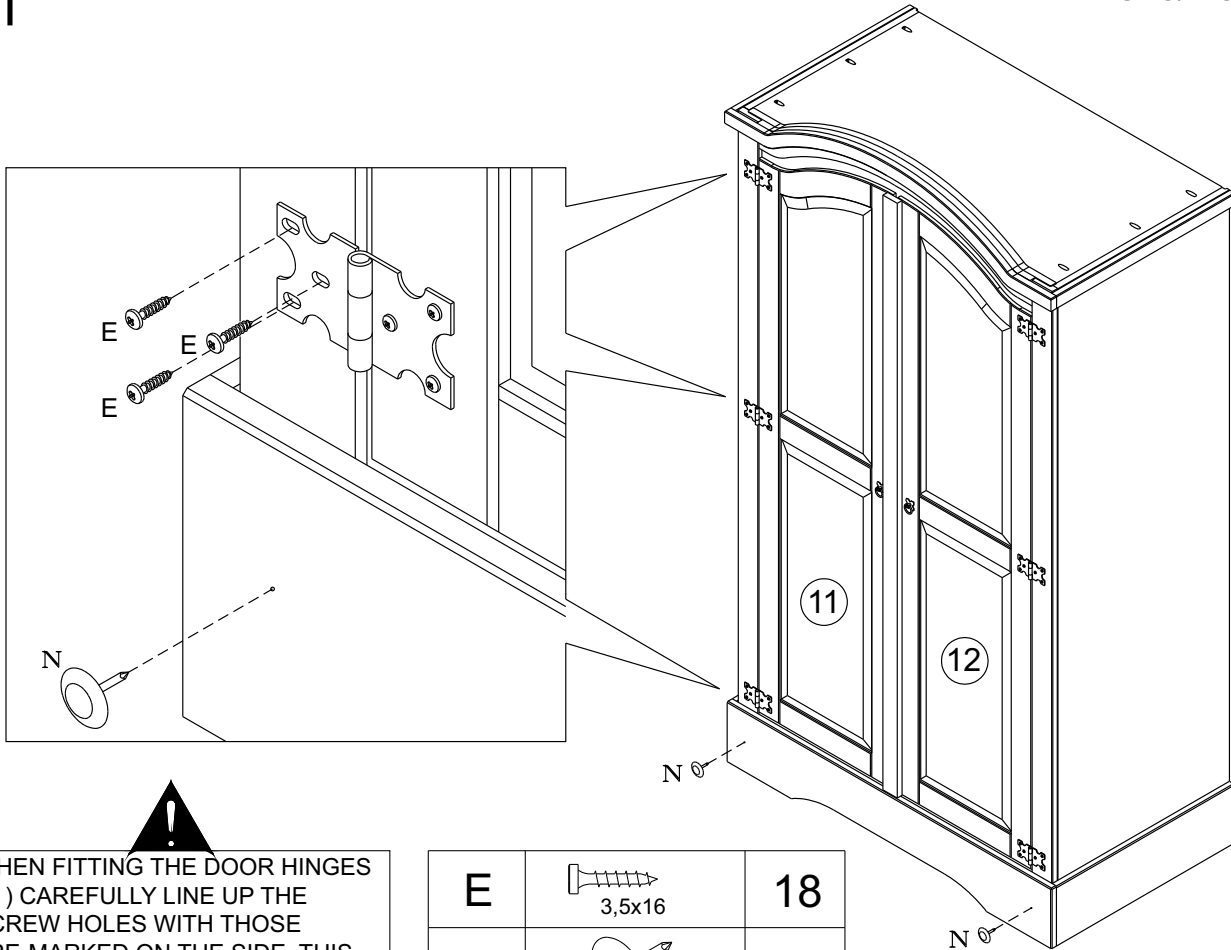 E
E
E
N
11
12
N
N
HEN FITTING THE DOOR HINGES
) CAREFULLY LINE UP THE
CREW HOLES WITH THOSE
E
3,5x16
18